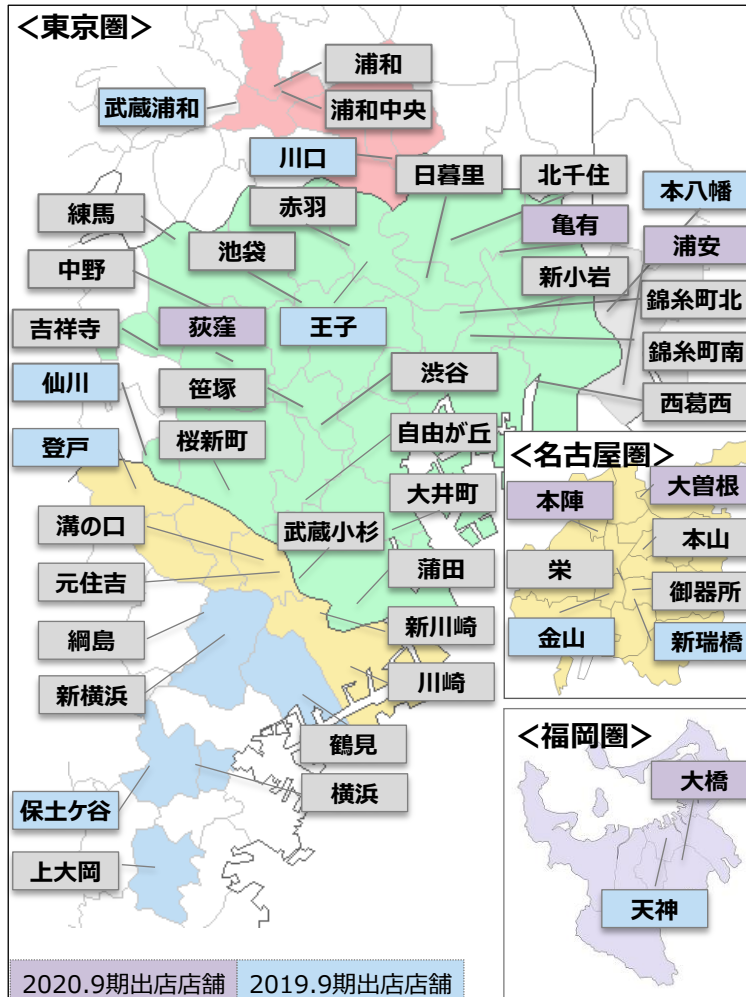 <東京圏>
浦和
武蔵浦和
浦和中央
川口
日暮里
北千住
本八幡
練馬
赤羽
亀有
池袋
浦安
中野
新小岩
錦糸町北
吉祥寺
荻窪
王子
錦糸町南
仙川
笹塚
渋谷
西葛西
登戸
桜新町
自由が丘
大井町
溝の口
武蔵小杉
元住吉
蒲田
綱島
新川崎
新横浜
川崎
鶴見
保土ケ谷
横浜
上大岡
<名古屋圏>
本陣
大曽根
本山
栄
御器所
金山
新瑞橋
<福岡圏>
大橋
天神
2020.9期出店店舗
2019.9期出店店舗